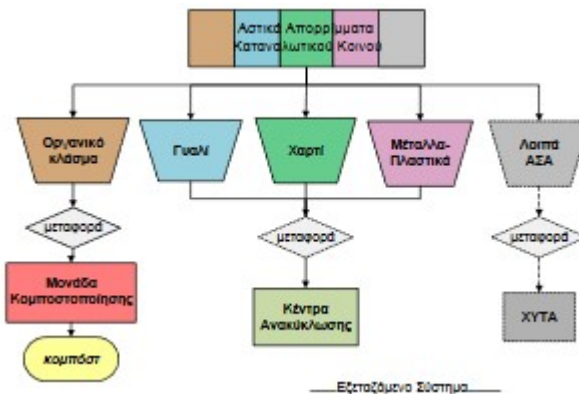 Αστικά Απορρίμματα
Καταναλωτικού Κοινού
Οργανικό
κλάσμα
Γυαλί
Χαρτί
Μέταλλα-
Πλαστικά
Λοιπά
ΑΣΑ
μεταφορά
μεταφορά
μεταφορά
Μονάδα
Κομποστοποίησης
Κέντρα
Ανακύκλωσης
ΧΥΤΑ
κομπόστ
Εξεταζόμενο Σύστημα